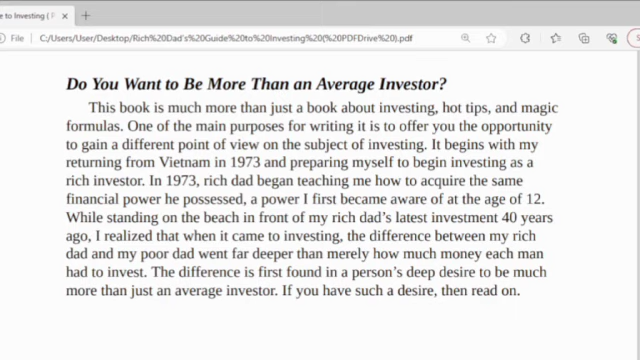 e to Investing ( P
File
C:/Users/User/Desktop/Rich%20Dad's%20Guide%20to%20Investing%20(%20PDFDrive%20).pdf
Do You Want to Be More Than an Average Investor?
This book is much more than just a book about investing, hot tips, and magic
formulas. One of the main purposes for writing it is to offer you the opportunity
to gain a different point of view on the subject of investing. It begins with my
returning from Vietnam in 1973 and preparing myself to begin investing as a
rich investor. In 1973, rich dad began teaching me how to acquire the same
financial power he possessed, a power I first became aware of at the age of 12.
While standing on the beach in front of my rich dad's latest investment 40 years
ago, I realized that when it came to investing, the difference between my rich
dad and my poor dad went far deeper than merely how much money each man
had to invest. The difference is first found in a person's deep desire to be much
more than just an average investor. If you have such a desire, then read on.